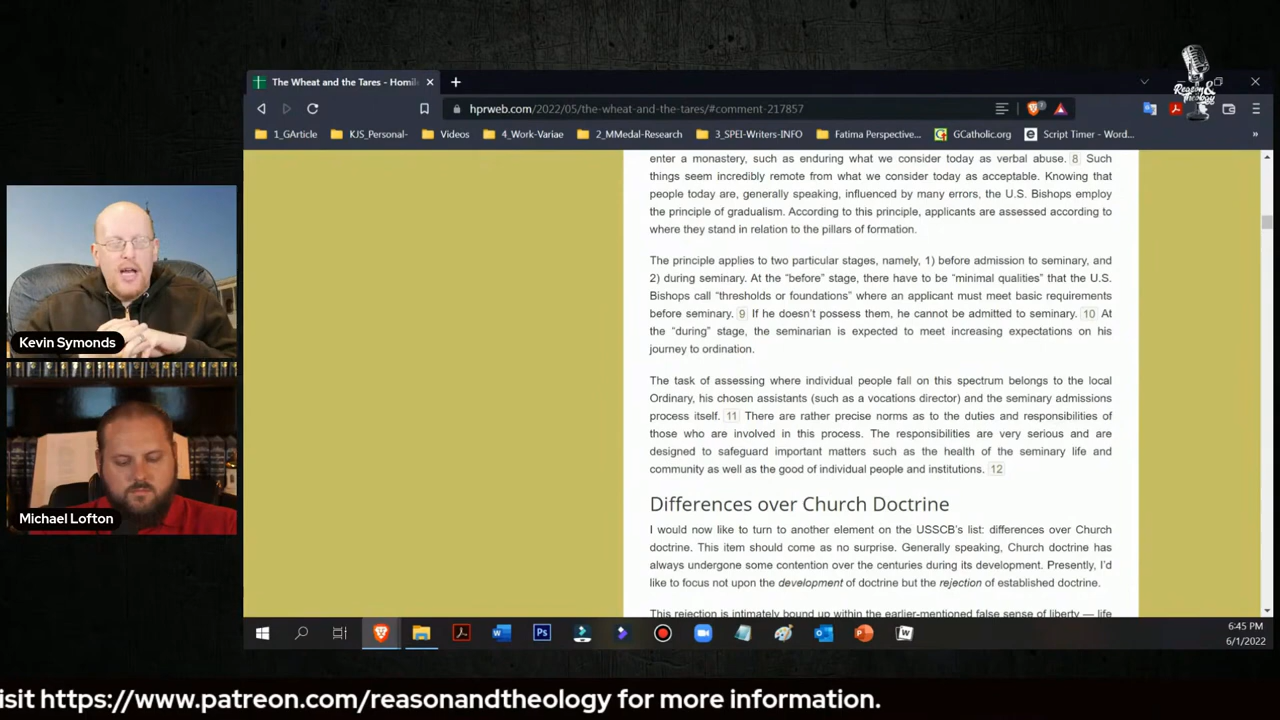 Reason & Theology
The Wheat and the Tares - Homil
hprweb.com/2022/05/the-wheat-and-the-tares/#comment-217857
1_GArticle
KJS_Personal-
Videos
4_Work-Variae
2_MMedal-Research
3_SPEI-Writers-INFO
Fatima Perspective...
GCatholic.org
Script Timer - Word...
enter a monastery, such as enduring what we consider today as verbal abuse. 8 Such
things seem incredibly remote from what we consider today as acceptable. Knowing that
people today are, generally speaking, influenced by many errors, the U.S. Bishops employ
the principle of gradualism. According to this principle, applicants are assessed according to
where they stand in relation to the pillars of formation.
The principle applies to two particular stages, namely, 1) before admission to seminary, and
2) during seminary. At the “before” stage, there have to be “minimal qualities” that the U.S.
Bishops call “thresholds or foundations” where an applicant must meet basic requirements
before seminary. 9 If he doesn’t possess them, he cannot be admitted to seminary. 10 At
the “during” stage, the seminarian is expected to meet increasing expectations on his
journey to ordination.
The task of assessing where individual people fall on this spectrum belongs to the local
Ordinary, his chosen assistants (such as a vocations director) and the seminary admissions
process itself. 11 There are rather precise norms as to the duties and responsibilities of
those who are involved in this process. The responsibilities are very serious and are
designed to safeguard important matters such as the health of the seminary life and
community as well as the good of individual people and institutions. 12
Differences over Church Doctrine
I would now like to turn to another element on the USSCB’s list: differences over Church
doctrine. This item should come as no surprise. Generally speaking, Church doctrine has
always undergone some contention over the centuries during its development. Presently, I’d
like to focus not upon the development of doctrine but the rejection of established doctrine.
This rejection is intimately bound up within the earlier-mentioned false sense of liberty — life
Kevin Symonds
Michael Lofton
6:45 PM
6/1/2022
isit https://www.patreon.com/reasonandtheology for more information.